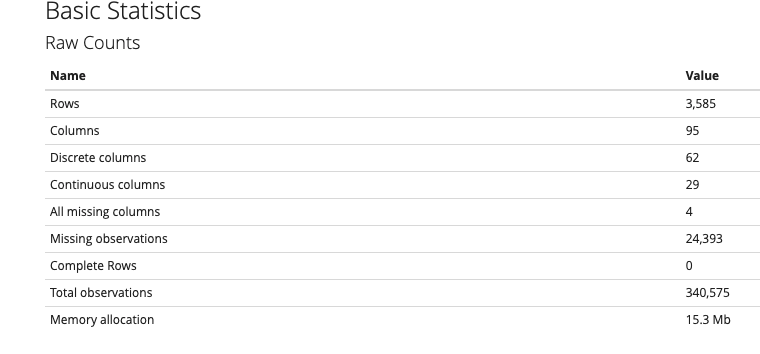 Basic Statistics
Raw Counts
Name Value
Rows 3,585
Columns 95
Discrete columns 62
Continuous columns 29
All missing columns 4
Missing observations 24,393
Complete Rows 0
Total observations 340,575
Memory allocation 15.3 Mb